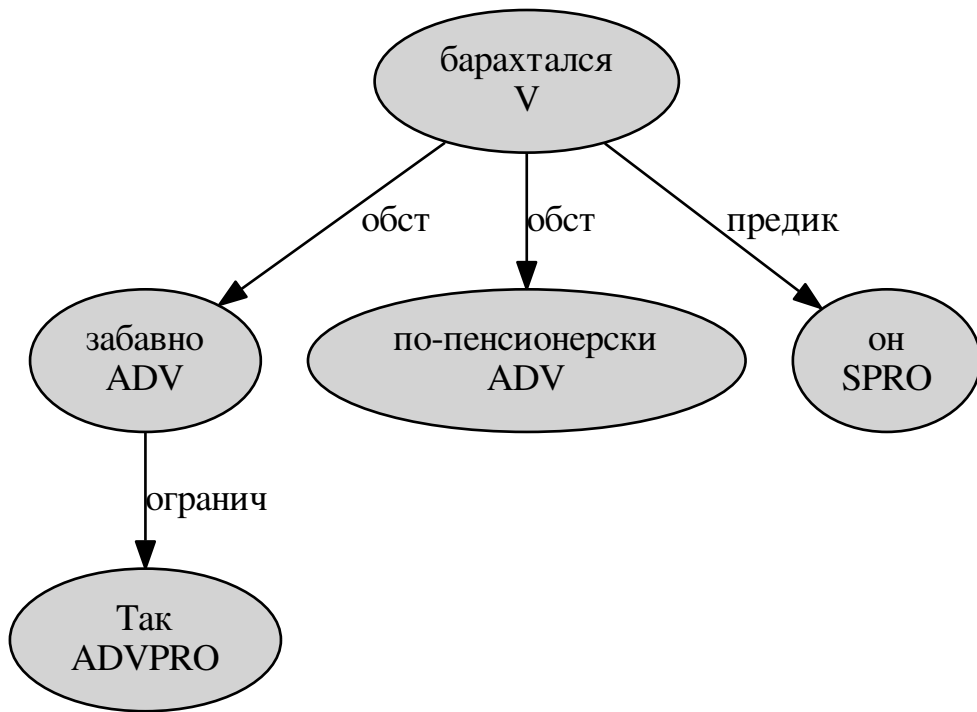 барахтался
V
обст
обст
предик
забавно
ADV
по-пенсионерски
ADV
он
SPRO
огранич
Так
ADVPRO